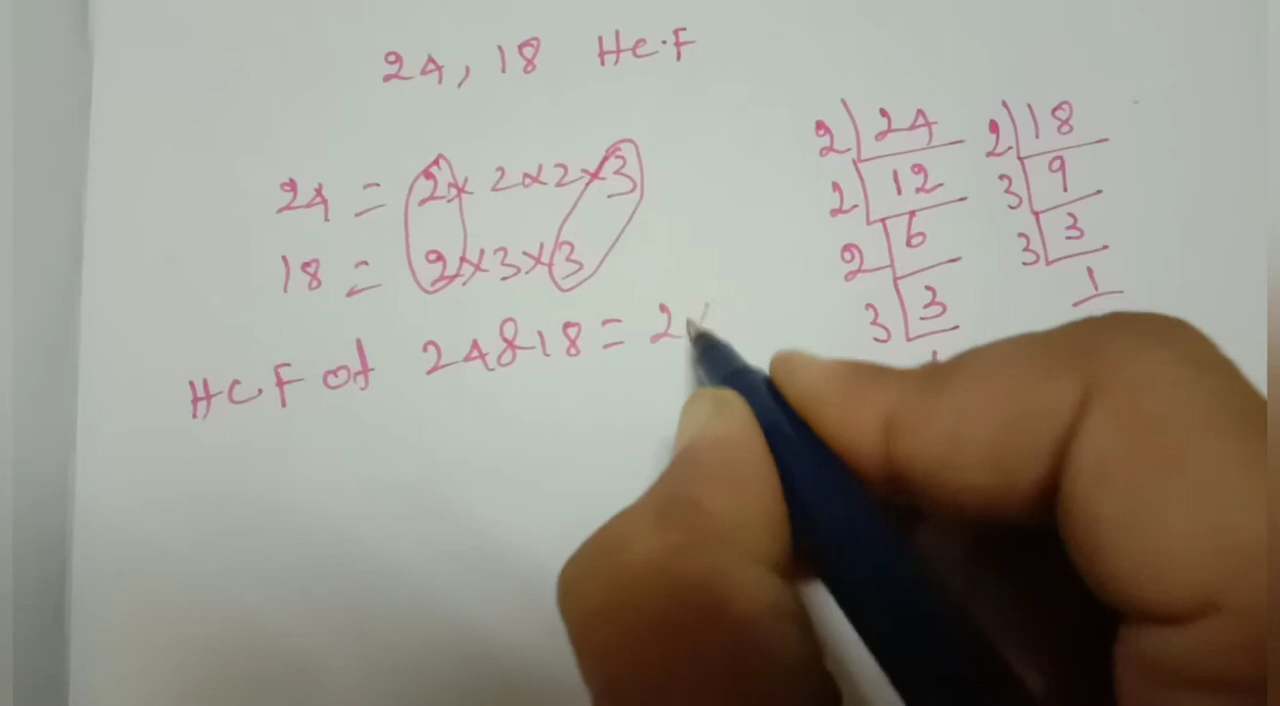 24, 18 HC.F
24 = 2 x 2 x 2 x 3
18 = 2 x 3 x 3
HCF of 24 & 18 = 2
2 24
2 12
2 6
3 3
2 18
3 9
3 3
1